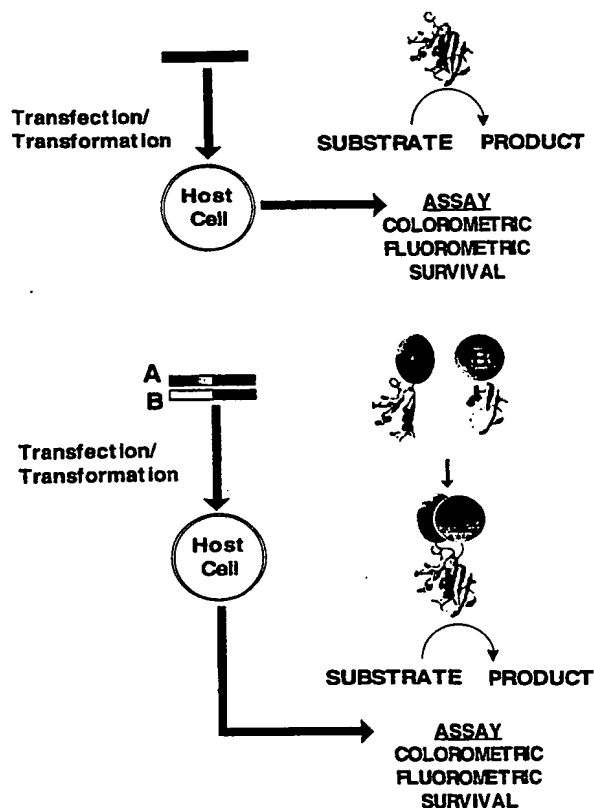 Transfection/
Transformation
SUBSTRATE PRODUCT
Host
Cell
ASSAY
COLOROMETRIC
FLUOROMETRIC
SURVIVAL
A
B
B
Transfection/
Transformation
Host
Cell
SUBSTRATE PRODUCT
ASSAY
COLOROMETRIC
FLUOROMETRIC
SURVIVAL